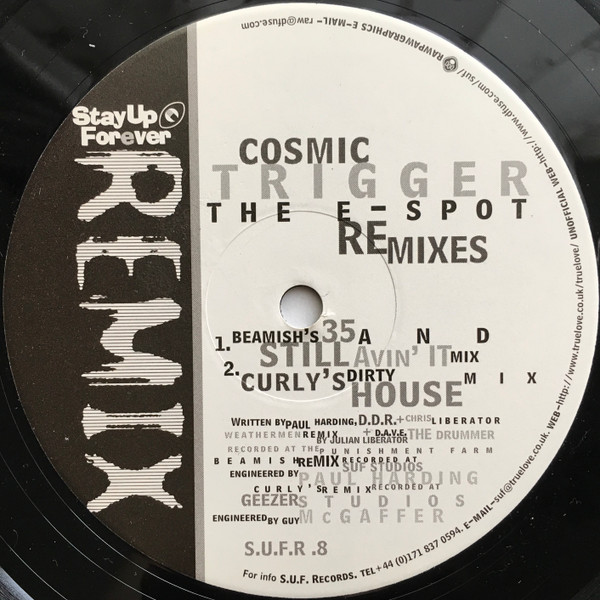 StayUp
Forever
REMIX
COSMIC
TRIGGER
THE E-SPOT
REMIXES
1. BEAMISH'S 35 AND
STILL AVIN' IT MIX
2. CURLY'S DIRTY MIX
HOUSE
WRITTEN BY PAUL HARDING, D.D.R. + CHRIS LIBERATOR
WEATHERMEN REMIX + D.A.V.E. THE DRUMMER
BY JULIAN LIBERATOR
RECORDED AT THE PUNISHMENT FARM
BEAMISH REMIX RECORDED AT
SUF STUDIOS
ENGINEERED BY PAUL HARDING
CURLY'S REMIX RECORDED AT
GEEZER STUDIOS
ENGINEERED BY GUY MCGAFFER
S.U.F.R .8
For info S.U.F. RECORDS. TEL+44 (0)171 837 0594. E-MAIL-suf@truelove.co.uk. WEB-http://www.truelove.co.uk/truelove/ UNOFFICIAL WEB-http://www.dfuse.com/suf/
RAWPAWGRAPHICS E-MAIL- raw@dfuse.com